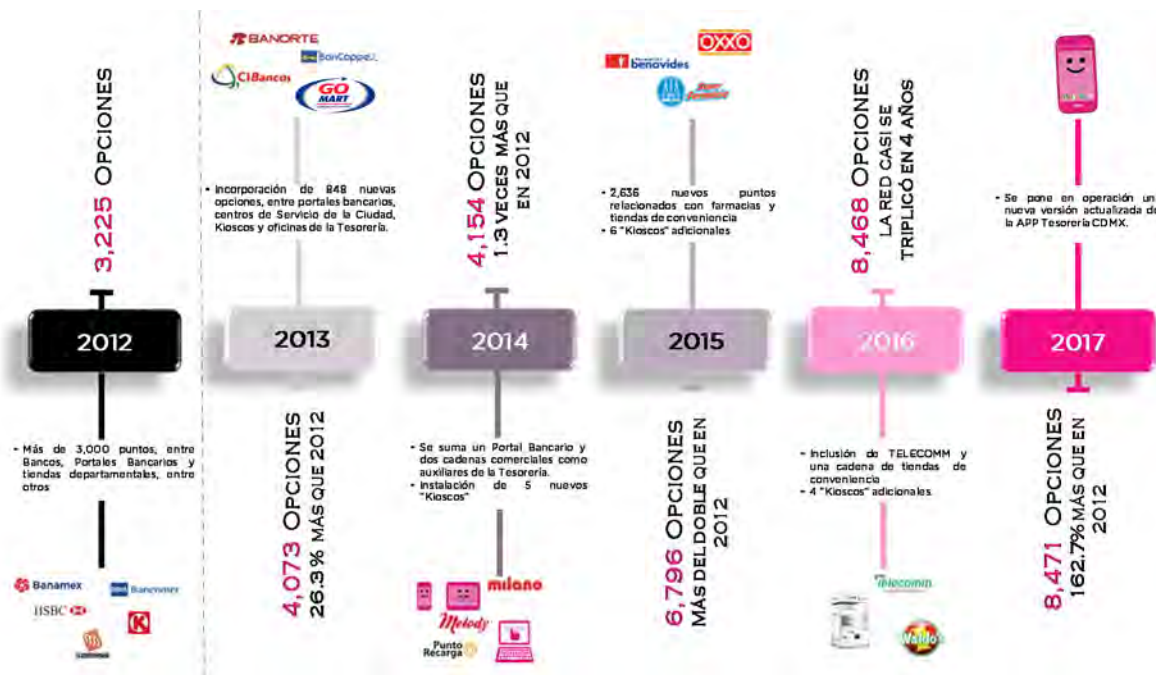 3,225 OPCIONES
2012
• Más de 3,000 puntos, entre
Bancos, Portales Bancarios y
tiendas departamentales, entre
otros
Banamex
Bancomer
HSBC
K
BANORTE
BanCoppel
CIBancos
GO
MART
• Incorporación de 848 nuevas
opciones, entre portales bancarios,
centros de Servicio de la Ciudad,
Kioscos y oficinas de la Tesorería.
2013
4,073 OPCIONES
26.3% MÁS QUE 2012
4,154 OPCIONES
1.3 VECES MÁS QUE
EN 2012
2014
• Se suma un Portal Bancario y
dos cadenas comerciales como
auxiliares de la Tesorería.
• Instalación de 5 nuevos
"Kioscos"
milano
Melody
Punto
Recarga
OXXO
benavides
• 2,636 nuevos puntos
relacionados con farmacias y
tiendas de conveniencia
• 6 "Kioscos" adicionales
2015
6,796 OPCIONES
MÁS DEL DOBLE QUE EN
2012
8,468 OPCIONES
LA RED CASI SE
TRIPLICÓ EN 4 AÑOS
2016
• Inclusión de TELECOMM y
una cadena de tiendas de
conveniencia
• 4 "Kioscos" adicionales
Telecomm
Waldo's
• Se pone en operación un
nueva versión actualizada de
la APP Tesorería CDMX.
2017
8,471 OPCIONES
162.7% MÁS QUE EN
2012